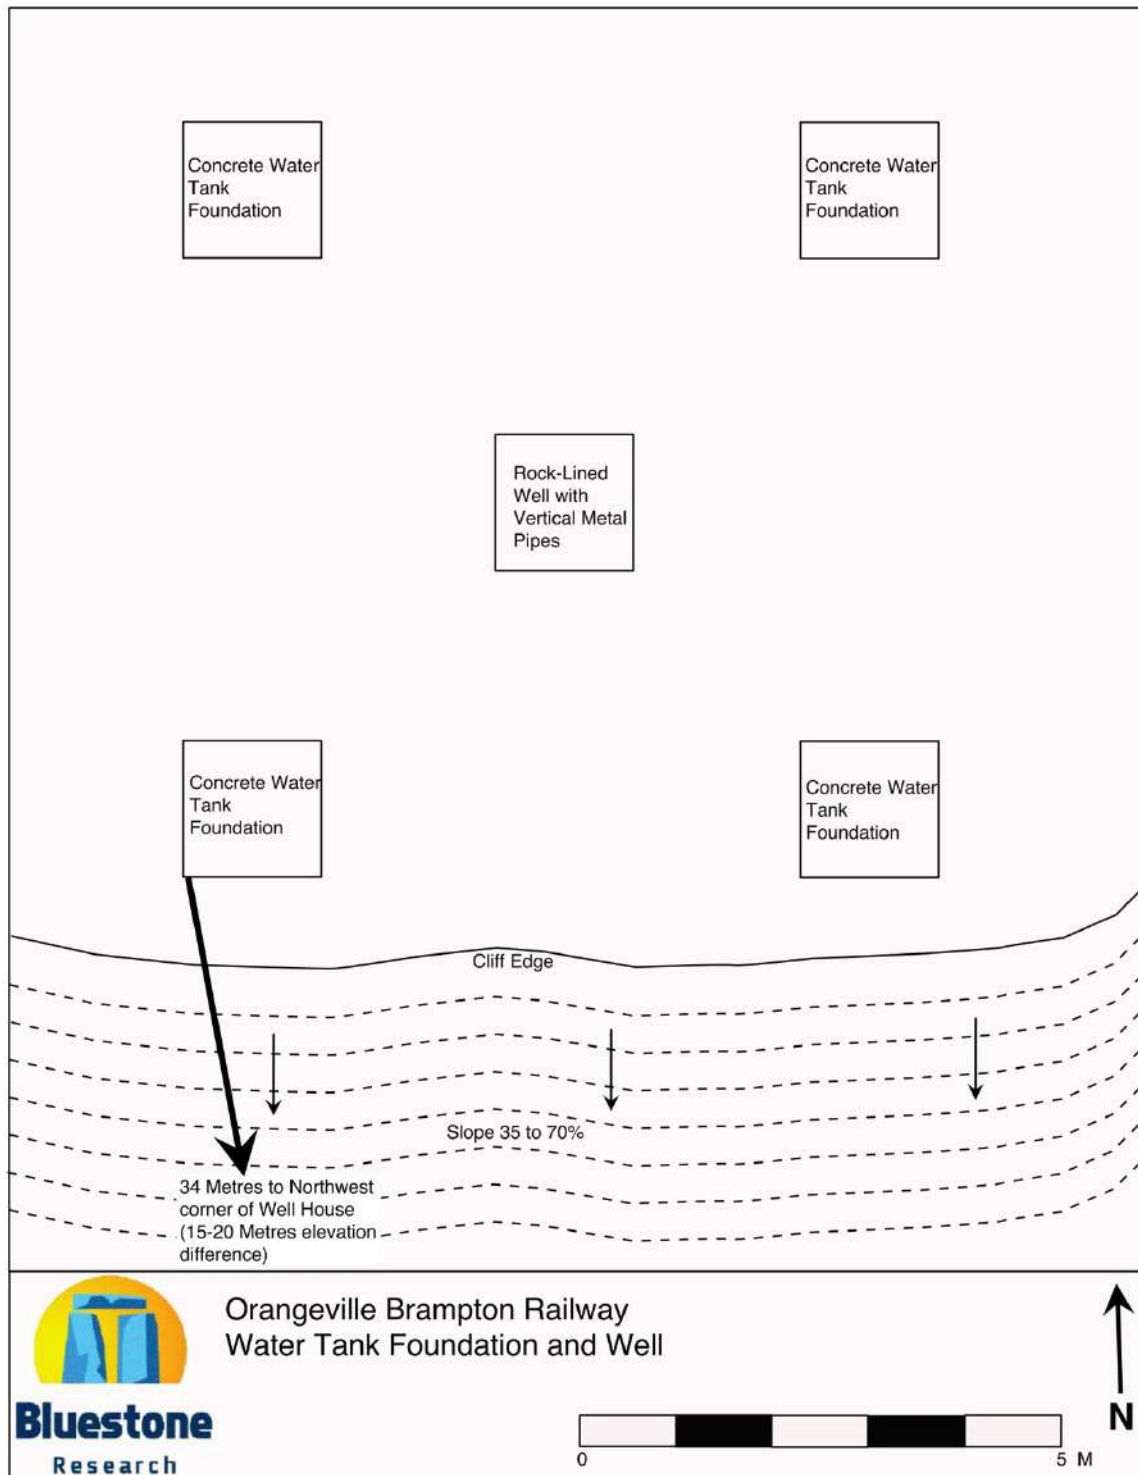 Concrete Water
Tank
Foundation
Concrete Water
Tank
Foundation
Rock-Lined
Well with
Vertical Metal
Pipes
Concrete Water
Tank
Foundation
Concrete Water
Tank
Foundation
Cliff Edge
Slope 35 to 70%
34 Metres to Northwest
corner of Well House
(15-20 Metres elevation
difference)
Orangeville Brampton Railway
Water Tank Foundation and Well
Bluestone
Research
0 5 M
N